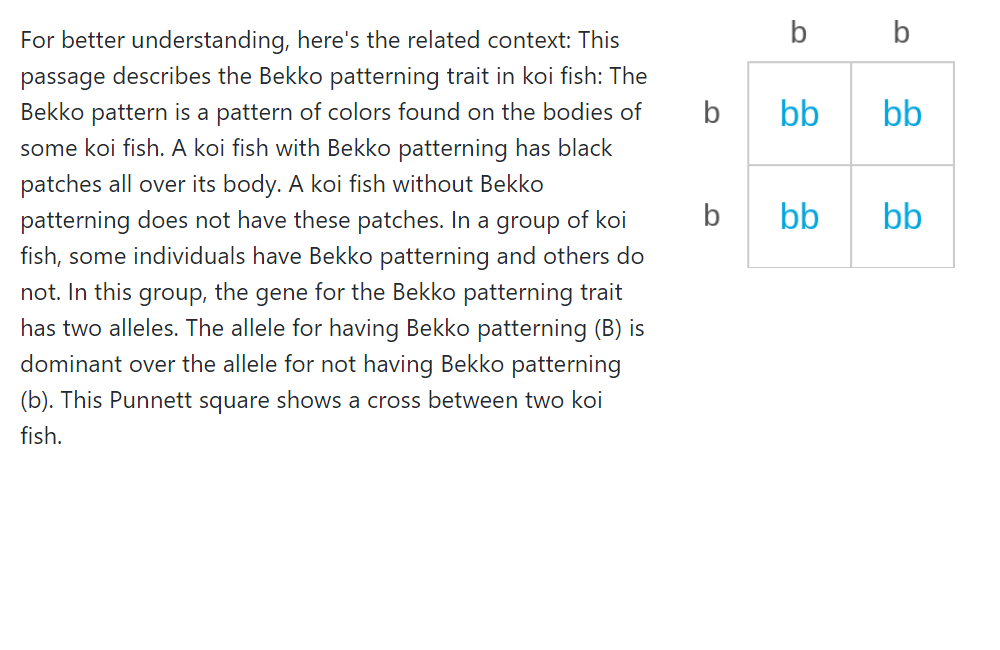 For better understanding, here's the related context: This
passage describes the Bekko patterning trait in koi fish: The
Bekko pattern is a pattern of colors found on the bodies of
some koi fish. A koi fish with Bekko patterning has black
patches all over its body. A koi fish without Bekko
patterning does not have these patches. In a group of koi
fish, some individuals have Bekko patterning and others do
not. In this group, the gene for the Bekko patterning trait
has two alleles. The allele for having Bekko patterning (B) is
dominant over the allele for not having Bekko patterning
(b). This Punnett square shows a cross between two koi
fish.
b b
b bb bb
b bb bb